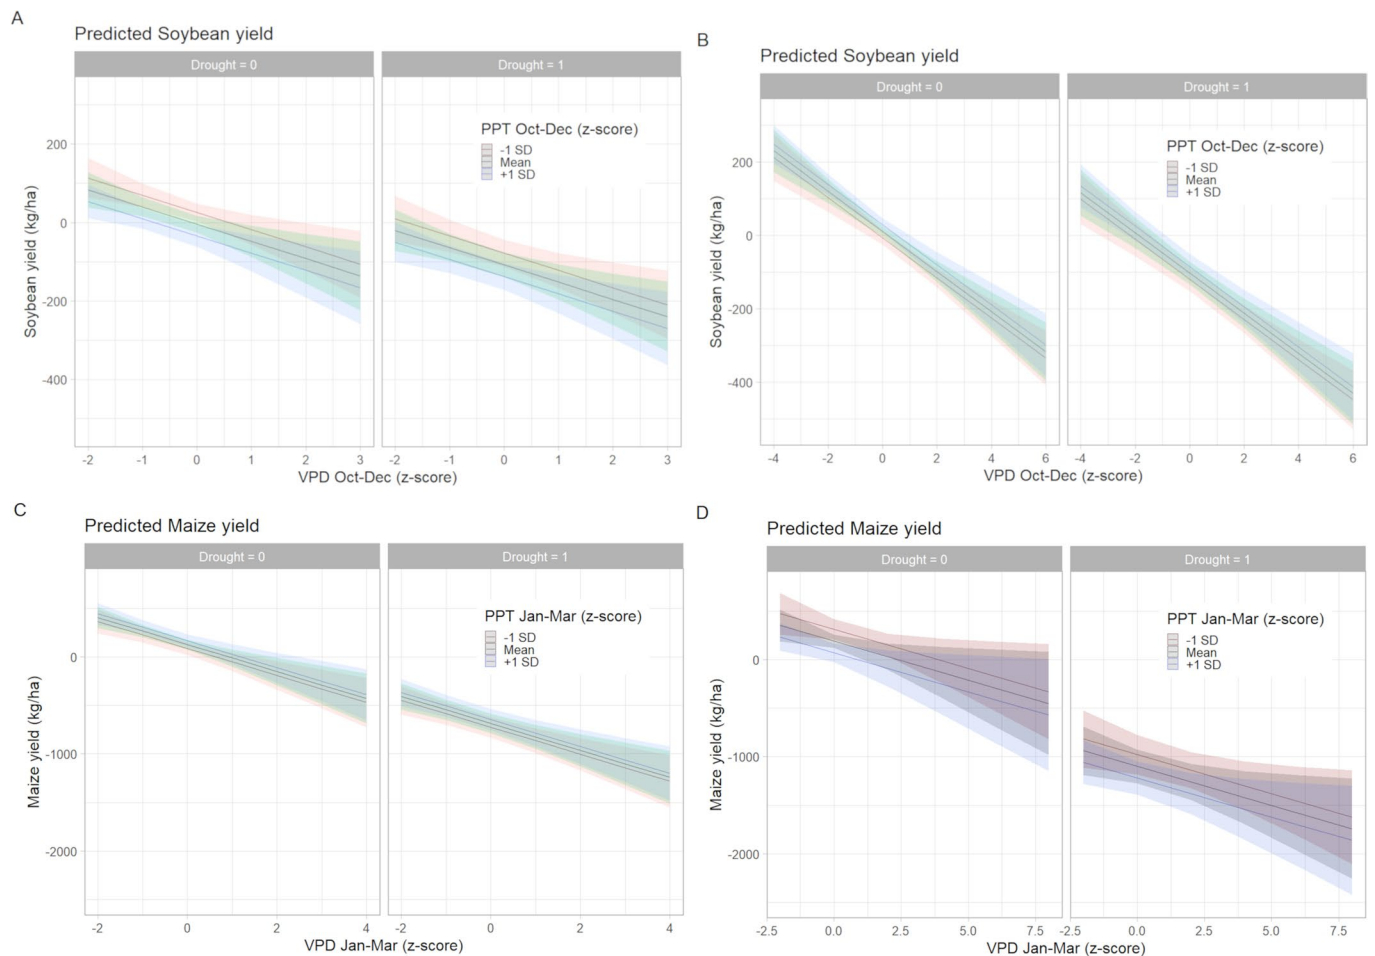 A
Predicted Soybean yield
Drought = 0
Drought = 1
PPT Oct-Dec (z-score)
-1 SD
Mean
+1 SD
Soybean yield (kg/ha)
200
0
-200
-400
-2
-1
0
1
2
3
-2
-1
0
1
2
3
VPD Oct-Dec (z-score)
B
Predicted Soybean yield
Drought = 0
Drought = 1
PPT Oct-Dec (z-score)
-1 SD
Mean
+1 SD
Soybean yield (kg/ha)
200
0
-200
-400
-4
-2
0
2
4
6
-4
-2
0
2
4
6
VPD Oct-Dec (z-score)
C
Predicted Maize yield
Drought = 0
Drought = 1
PPT Jan-Mar (z-score)
-1 SD
Mean
+1 SD
Maize yield (kg/ha)
0
-1000
-2000
-2
0
2
4
-2
0
2
4
VPD Jan-Mar (z-score)
D
Predicted Maize yield
Drought = 0
Drought = 1
PPT Jan-Mar (z-score)
-1 SD
Mean
+1 SD
Maize yield (kg/ha)
0
-1000
-2000
-2.5
0.0
2.5
5.0
7.5
-2.5
0.0
2.5
5.0
7.5
VPD Jan-Mar (z-score)